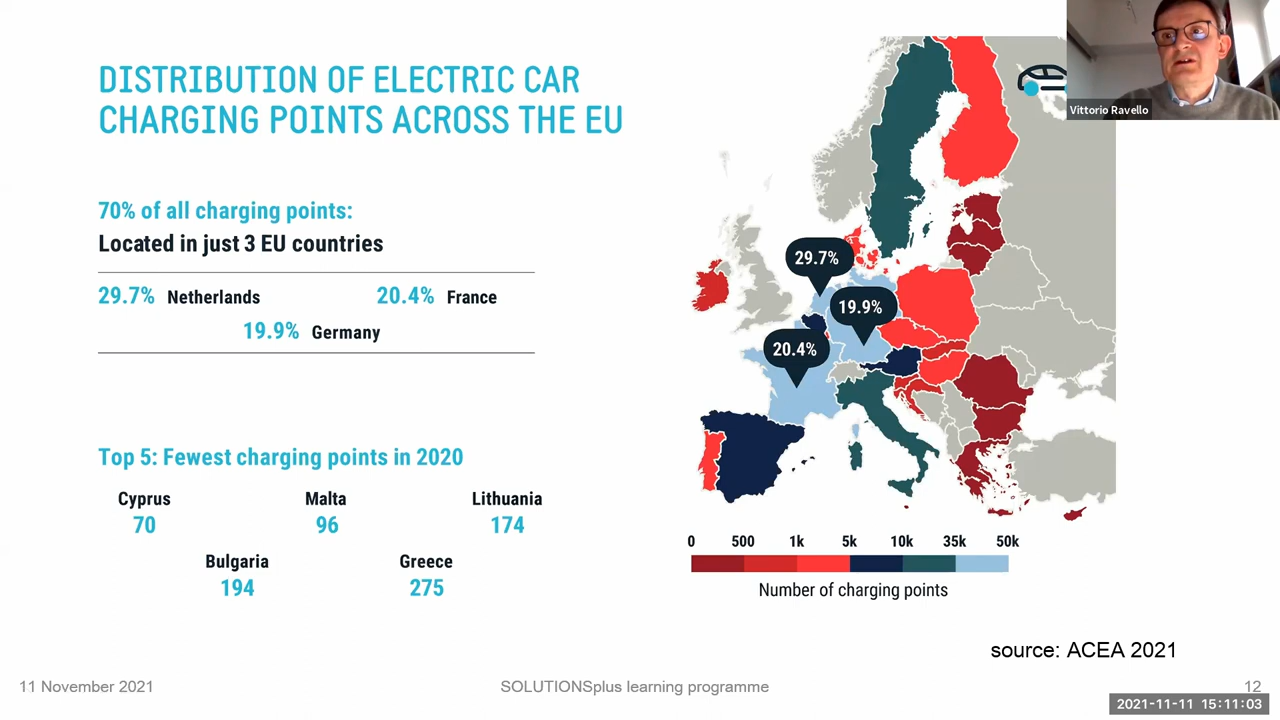 DISTRIBUTION OF ELECTRIC CAR
CHARGING POINTS ACROSS THE EU
70% of all charging points:
Located in just 3 EU countries
29.7% Netherlands
20.4% France
19.9% Germany
Top 5: Fewest charging points in 2020
Cyprus
70
Malta
96
Lithuania
174
Bulgaria
194
Greece
275
29.7%
19.9%
20.4%
0 500 1k 5k 10k 35k 50k
Number of charging points
source: ACEA 2021
Vittorio Ravello
11 November 2021
SOLUTIONSplus learning programme
12
2021-11-11 15:11:03